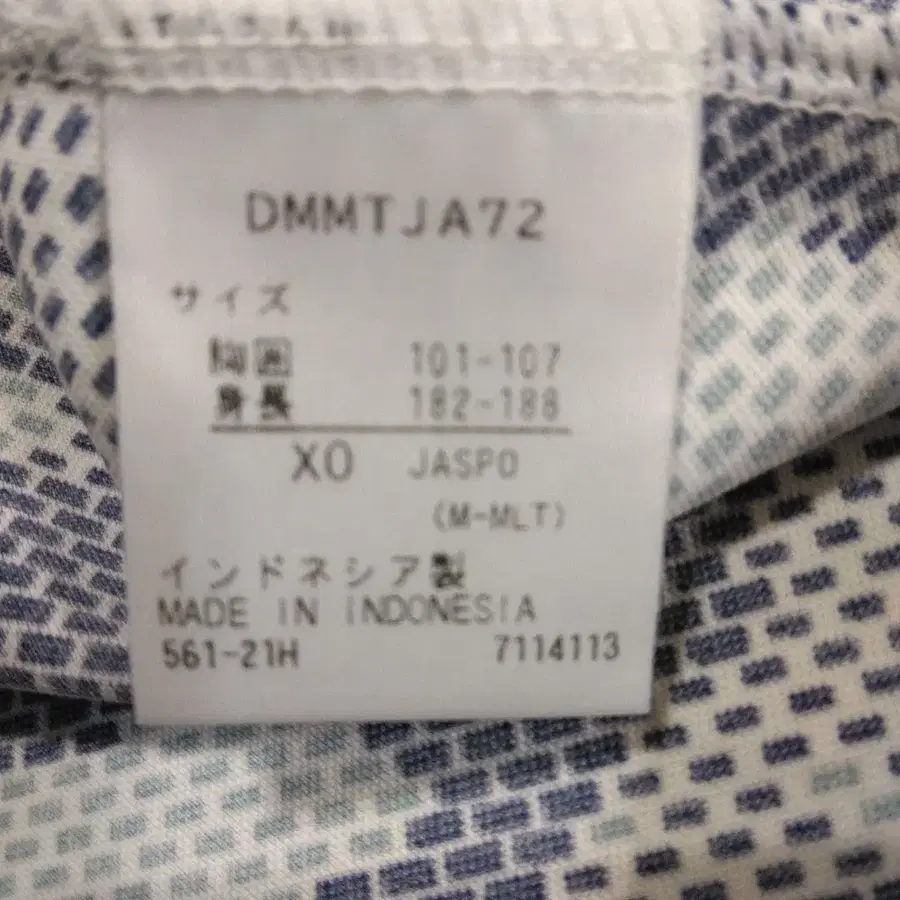 DMMTJA72
サイズ
胸囲 101-107
身長 182-188
XO JASPO
(M-MLT)
インドネシア製
MADE IN INDONESIA
561-21H 7114113